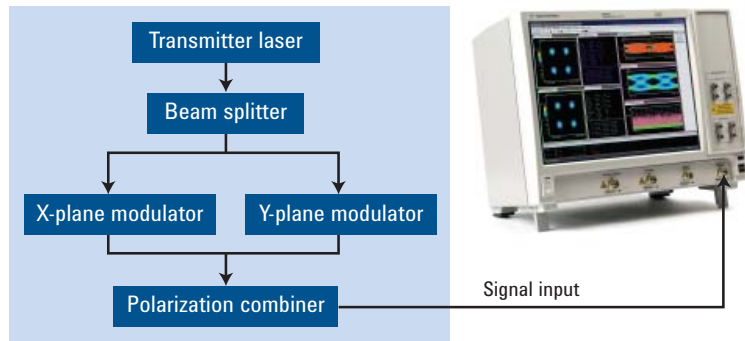 Transmitter laser
Beam splitter
X-plane modulator
Y-plane modulator
Polarization combiner
Signal input